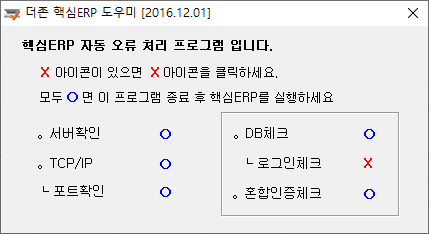 더존 핵심ERP 도우미 [2016.12.01]
핵심ERP 자동 오류 처리 프로그램 입니다.
X 아이콘이 있으면 X 아이콘을 클릭하세요.
모두 O 면 이 프로그램 종료 후 핵심ERP를 실행하세요
。서버확인 O
。TCP/IP O
ㄴ포트확인 O
。DB체크 O
ㄴ로그인체크 X
。혼합인증체크 O